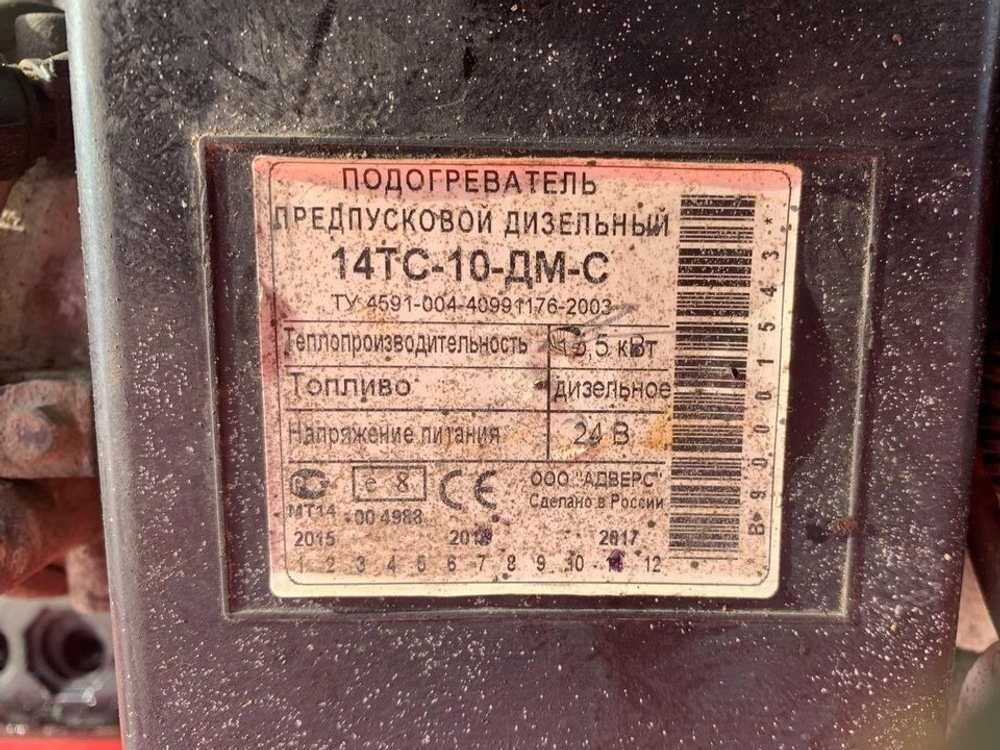 ПОДОГРЕВАТЕЛЬ
ПРЕДПУСКОВОЙ ДИЗЕЛЬНЫЙ
14ТС-10-ДМ-С
ТУ 4591-004-40991176-2003
Теплопроизводительность
Топливо дизельное
Напряжение питания 24 В
e 8 CE ООО "АДВЕРС"
МТ14 00 4988 Сделано в России
2015 2017
1 2 3 4 5 6 7 8 9 10 11 12
*В90001543**